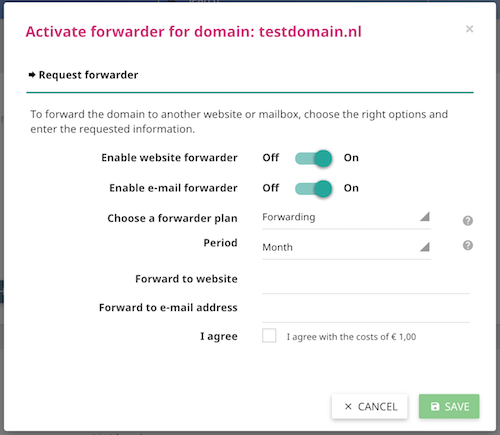 Activate forwarder for domain: testdomain.nl
×
Request forwarder
To forward the domain to another website or mailbox, choose the right options and
enter the requested information.
Enable website forwarder Off On
Enable e-mail forwarder Off On
Choose a forwarder plan Forwarding ?
Period Month ?
Forward to website
Forward to e-mail address
I agree I agree with the costs of € 1,00
× CANCEL SAVE